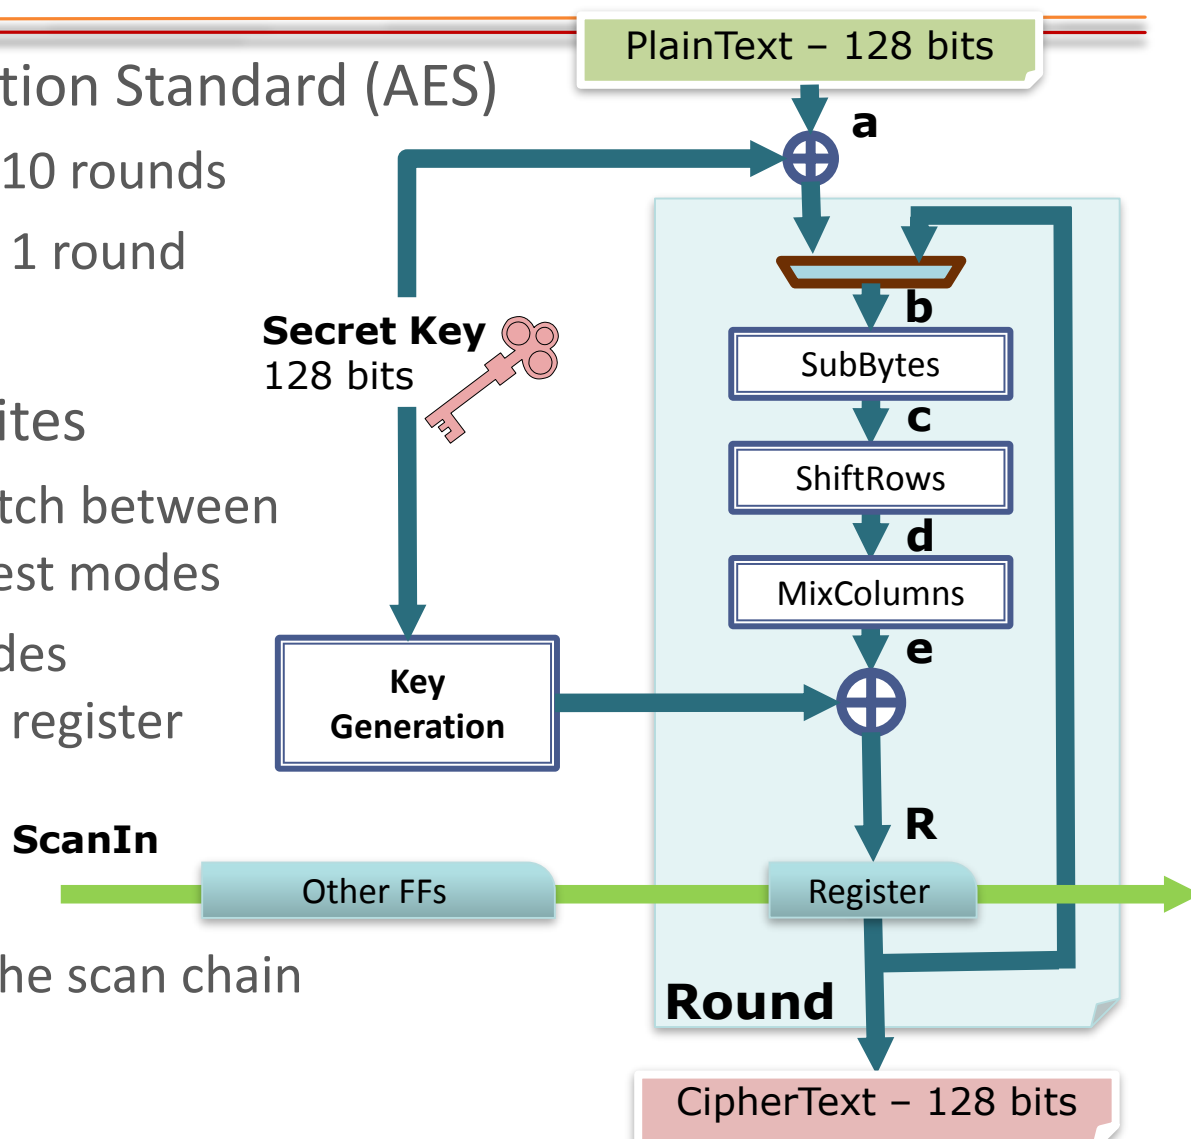 PlainText – 128 bits
tion Standard (AES)
a
10 rounds
1 round
b
Secret Key
128 bits
SubBytes
ites
c
ShiftRows
tch between
d
est modes
MixColumns
e
des
Key
Generation
register
R
ScanIn
Other FFs
Register
he scan chain
Round
CipherText – 128 bits